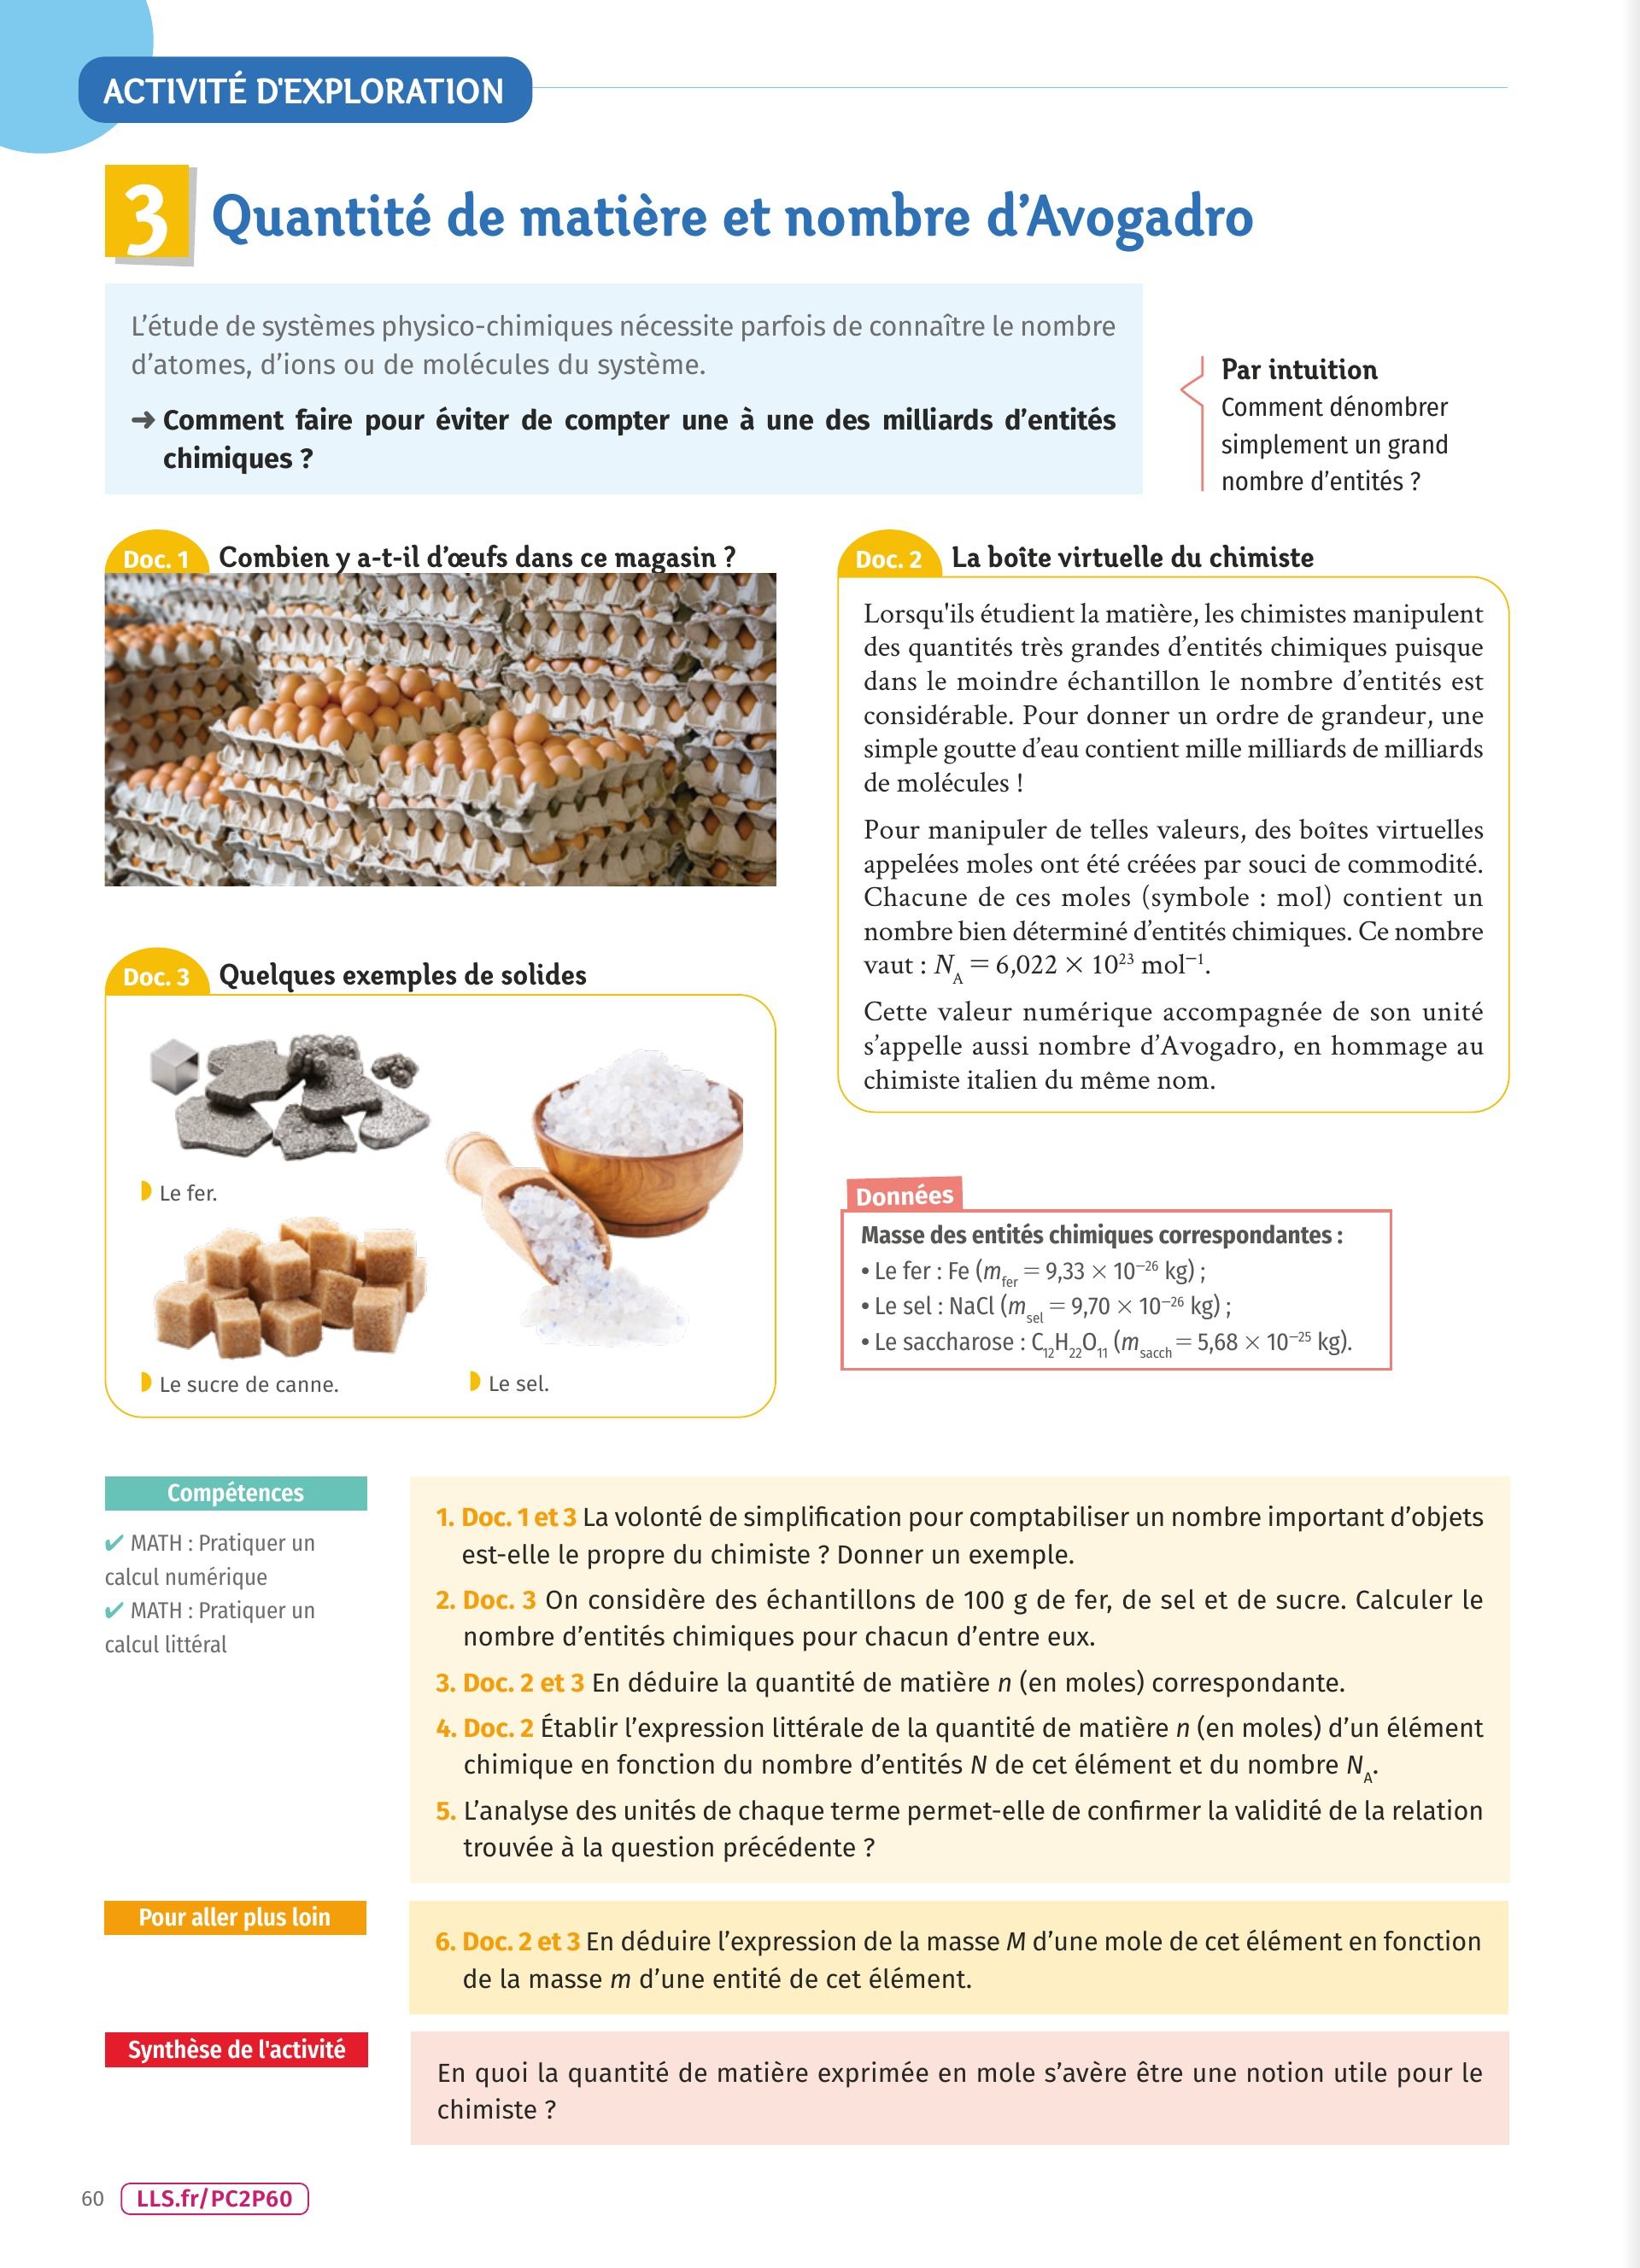 ACTIVITÉ D'EXPLORATION
3 Quantité de matière et nombre d’Avogadro
L’étude de systèmes physico-chimiques nécessite parfois de connaître le nombre
d’atomes, d’ions ou de molécules du système.
➜ Comment faire pour éviter de compter une à une des milliards d’entités
chimiques ?
Par intuition
Comment dénombrer
simplement un grand
nombre d’entités ?
Doc. 1 Combien y a-t-il d’œufs dans ce magasin ?
Doc. 2 La boîte virtuelle du chimiste
Lorsqu'ils étudient la matière, les chimistes manipulent
des quantités très grandes d’entités chimiques puisque
dans le moindre échantillon le nombre d’entités est
considérable. Pour donner un ordre de grandeur, une
simple goutte d’eau contient mille milliards de milliards
de molécules !
Pour manipuler de telles valeurs, des boîtes virtuelles
appelées moles ont été créées par souci de commodité.
Chacune de ces moles (symbole : mol) contient un
nombre bien déterminé d’entités chimiques. Ce nombre
vaut : N_A = 6,022 × 10²³ mol⁻¹.
Cette valeur numérique accompagnée de son unité
s’appelle aussi nombre d’Avogadro, en hommage au
chimiste italien du même nom.
Doc. 3 Quelques exemples de solides
Le fer.
Le sucre de canne.
Le sel.
Données
Masse des entités chimiques correspondantes :
• Le fer : Fe (m_fer = 9,33 × 10⁻²⁶ kg) ;
• Le sel : NaCl (m_sel = 9,70 × 10⁻²⁶ kg) ;
• Le saccharose : C₁₂H₂₂O₁₁ (m_sacch = 5,68 × 10⁻²⁵ kg).
Compétences
✔ MATH : Pratiquer un
calcul numérique
✔ MATH : Pratiquer un
calcul littéral
1. Doc. 1 et 3 La volonté de simplification pour comptabiliser un nombre important d’objets
est-elle le propre du chimiste ? Donner un exemple.
2. Doc. 3 On considère des échantillons de 100 g de fer, de sel et de sucre. Calculer le
nombre d’entités chimiques pour chacun d’entre eux.
3. Doc. 2 et 3 En déduire la quantité de matière n (en moles) correspondante.
4. Doc. 2 Établir l’expression littérale de la quantité de matière n (en moles) d’un élément
chimique en fonction du nombre d’entités N de cet élément et du nombre N_A.
5. L’analyse des unités de chaque terme permet-elle de confirmer la validité de la relation
trouvée à la question précédente ?
Pour aller plus loin
6. Doc. 2 et 3 En déduire l’expression de la masse M d’une mole de cet élément en fonction
de la masse m d’une entité de cet élément.
Synthèse de l'activité
En quoi la quantité de matière exprimée en mole s’avère être une notion utile pour le
chimiste ?
60 LLS.fr/PC2P60